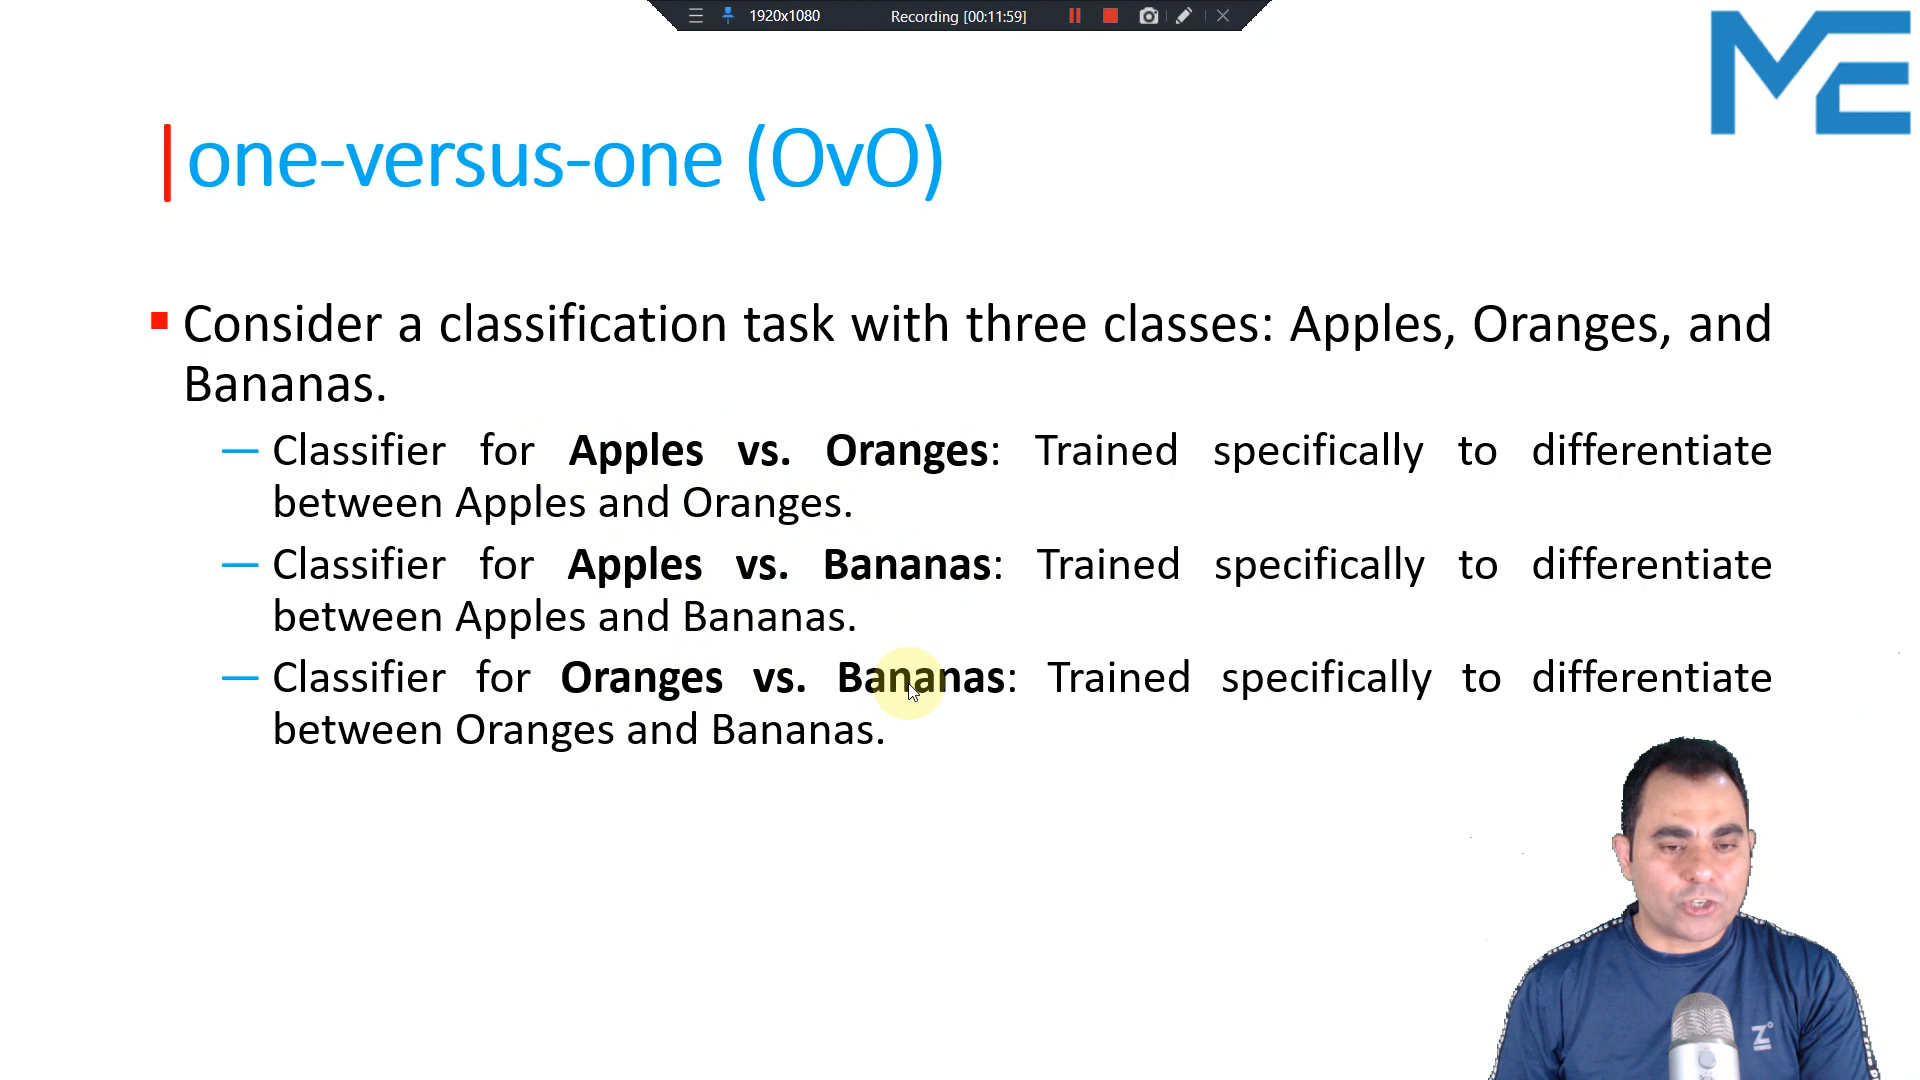 1920x1080 Recording [00:11:59]
ME
one-versus-one (OvO)
Consider a classification task with three classes: Apples, Oranges, and
Bananas.
— Classifier for Apples vs. Oranges: Trained specifically to differentiate
between Apples and Oranges.
— Classifier for Apples vs. Bananas: Trained specifically to differentiate
between Apples and Bananas.
— Classifier for Oranges vs. Bananas: Trained specifically to differentiate
between Oranges and Bananas.
Z